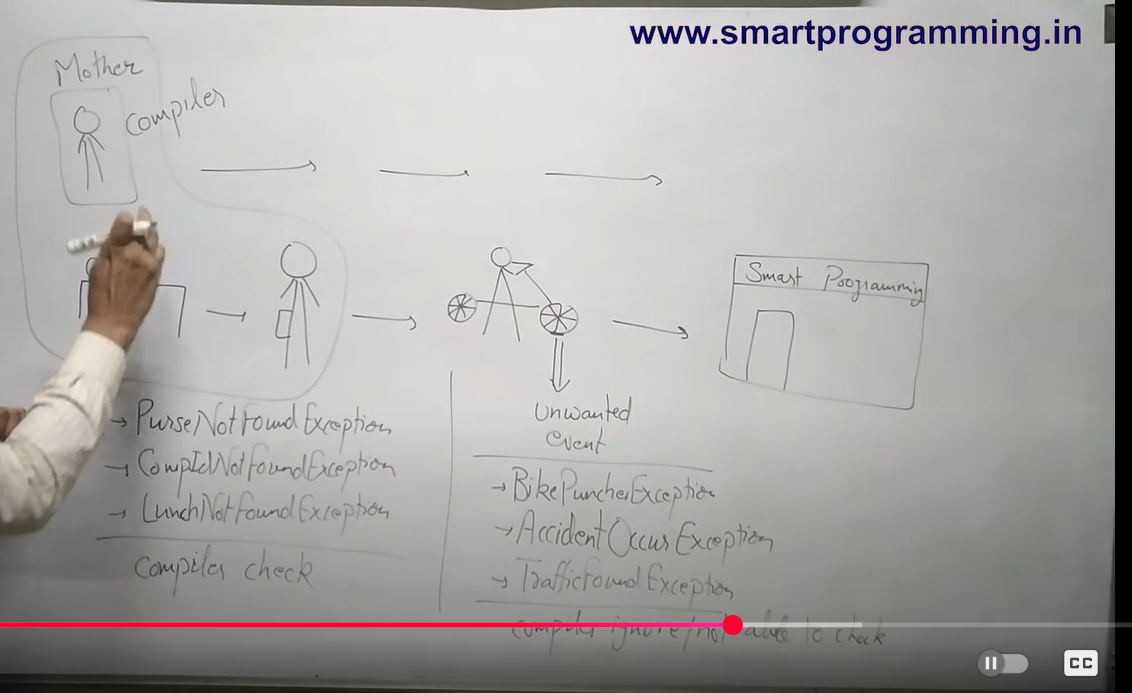 www.smartprogramming.in
Mother
Compiler
Smart Programming
→ PurseNotFoundException
→ CompIdNotFoundException
→ LunchNotFoundException
Compiler check
Unwanted
event
→ BikePuncherException
→ AccidentOccurException
→ TrafficFoundException
compiler ignore/not able to check
CC